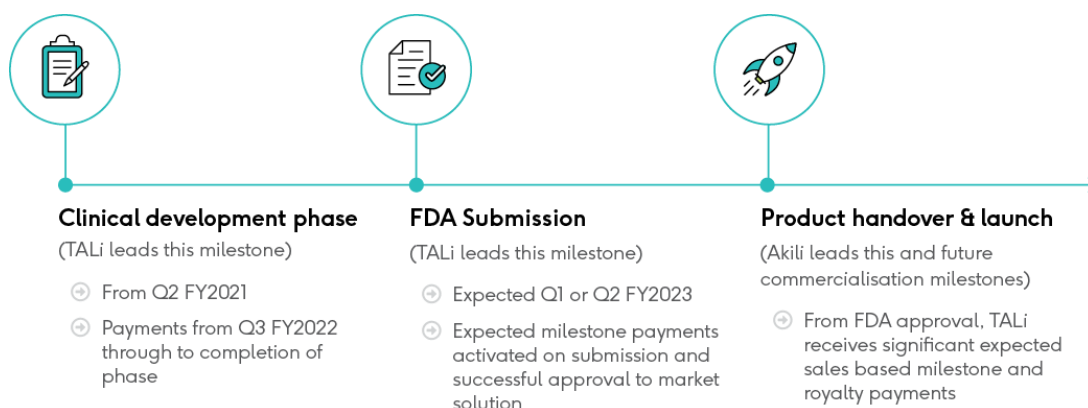 Clinical development phase
(TALi leads this milestone)
From Q2 FY2021
Payments from Q3 FY2022
through to completion of
phase
FDA Submission
(TALi leads this milestone)
Expected Q1 or Q2 FY2023
Expected milestone payments
activated on submission and
successful approval to market
solution
Product handover & launch
(Akili leads this and future
commercialisation milestones)
From FDA approval, TALi
receives significant expected
sales based milestone and
royalty payments